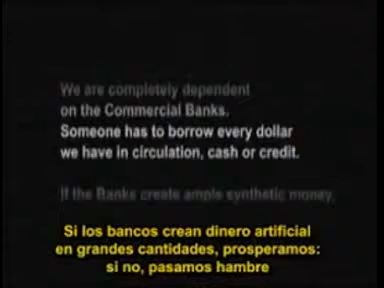 We are completely dependent
on the Commercial Banks.
Someone has to borrow every dollar
we have in circulation, cash or credit.
If the Banks create ample synthetic money,
Si los bancos crean dinero artificial
en grandes cantidades, prosperamos:
si no, pasamos hambre